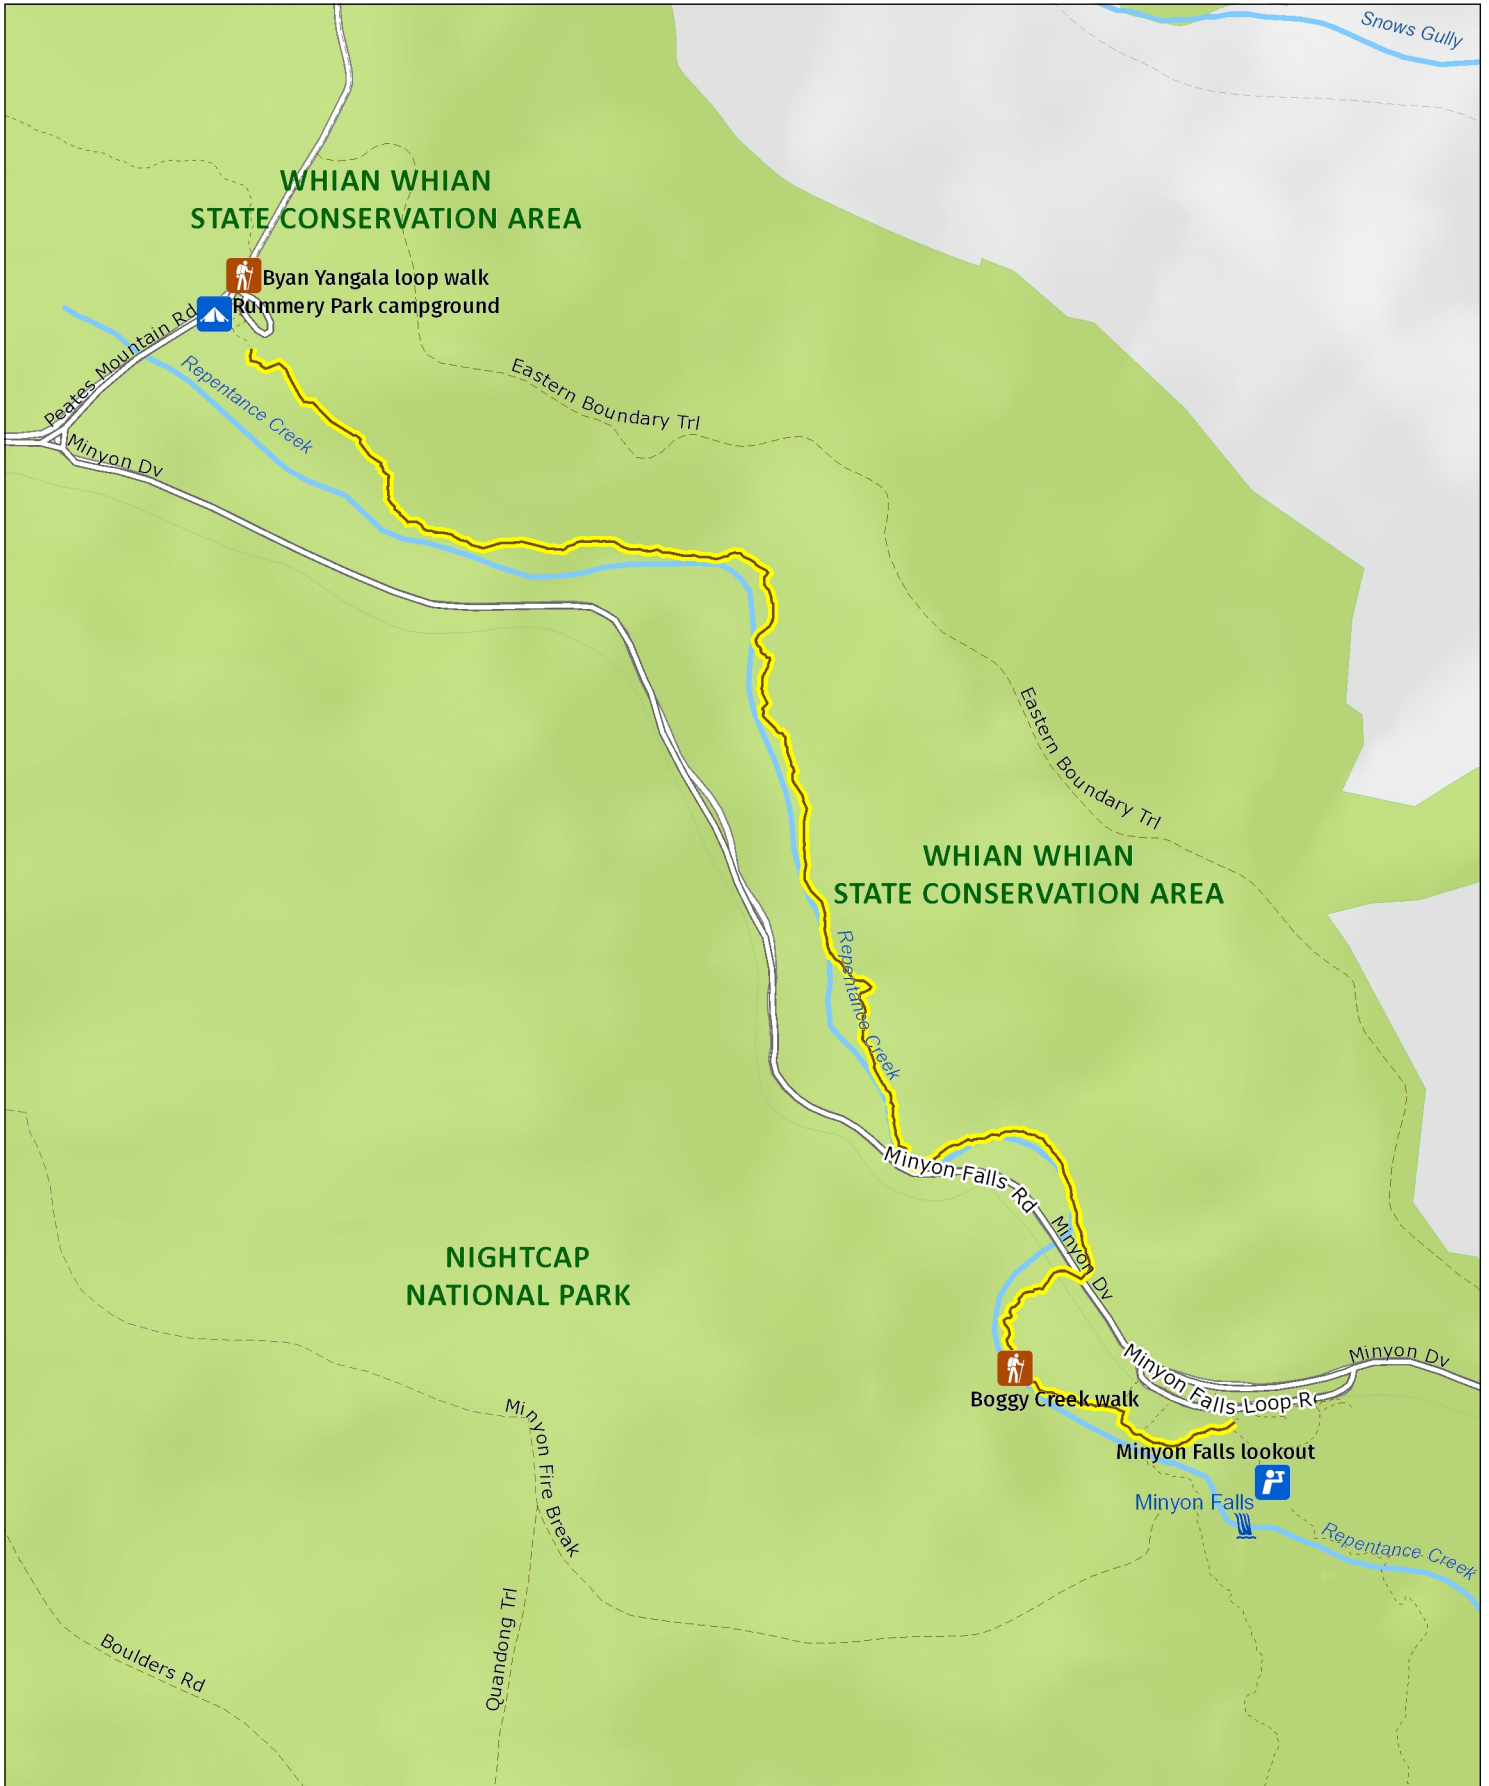 Snows Gully
WHIAN WHIAN
STATE CONSERVATION AREA
Byan Yangala loop walk
Rummery Park campground
Peates Mountain Rd
Repentance Creek
Eastern Boundary Trl
Minyon Dv
Eastern Boundary Trl
WHIAN WHIAN
STATE CONSERVATION AREA
Repentance Creek
Minyon Falls Rd
Minyon Dv
NIGHTCAP
NATIONAL PARK
Minyon Falls Loop R
Minyon Dv
Boggy Creek walk
Minyon Falls lookout
Minyon Falls
Minyon Fire Break
Repentance Creek
Quandong Trl
Boulders Rd